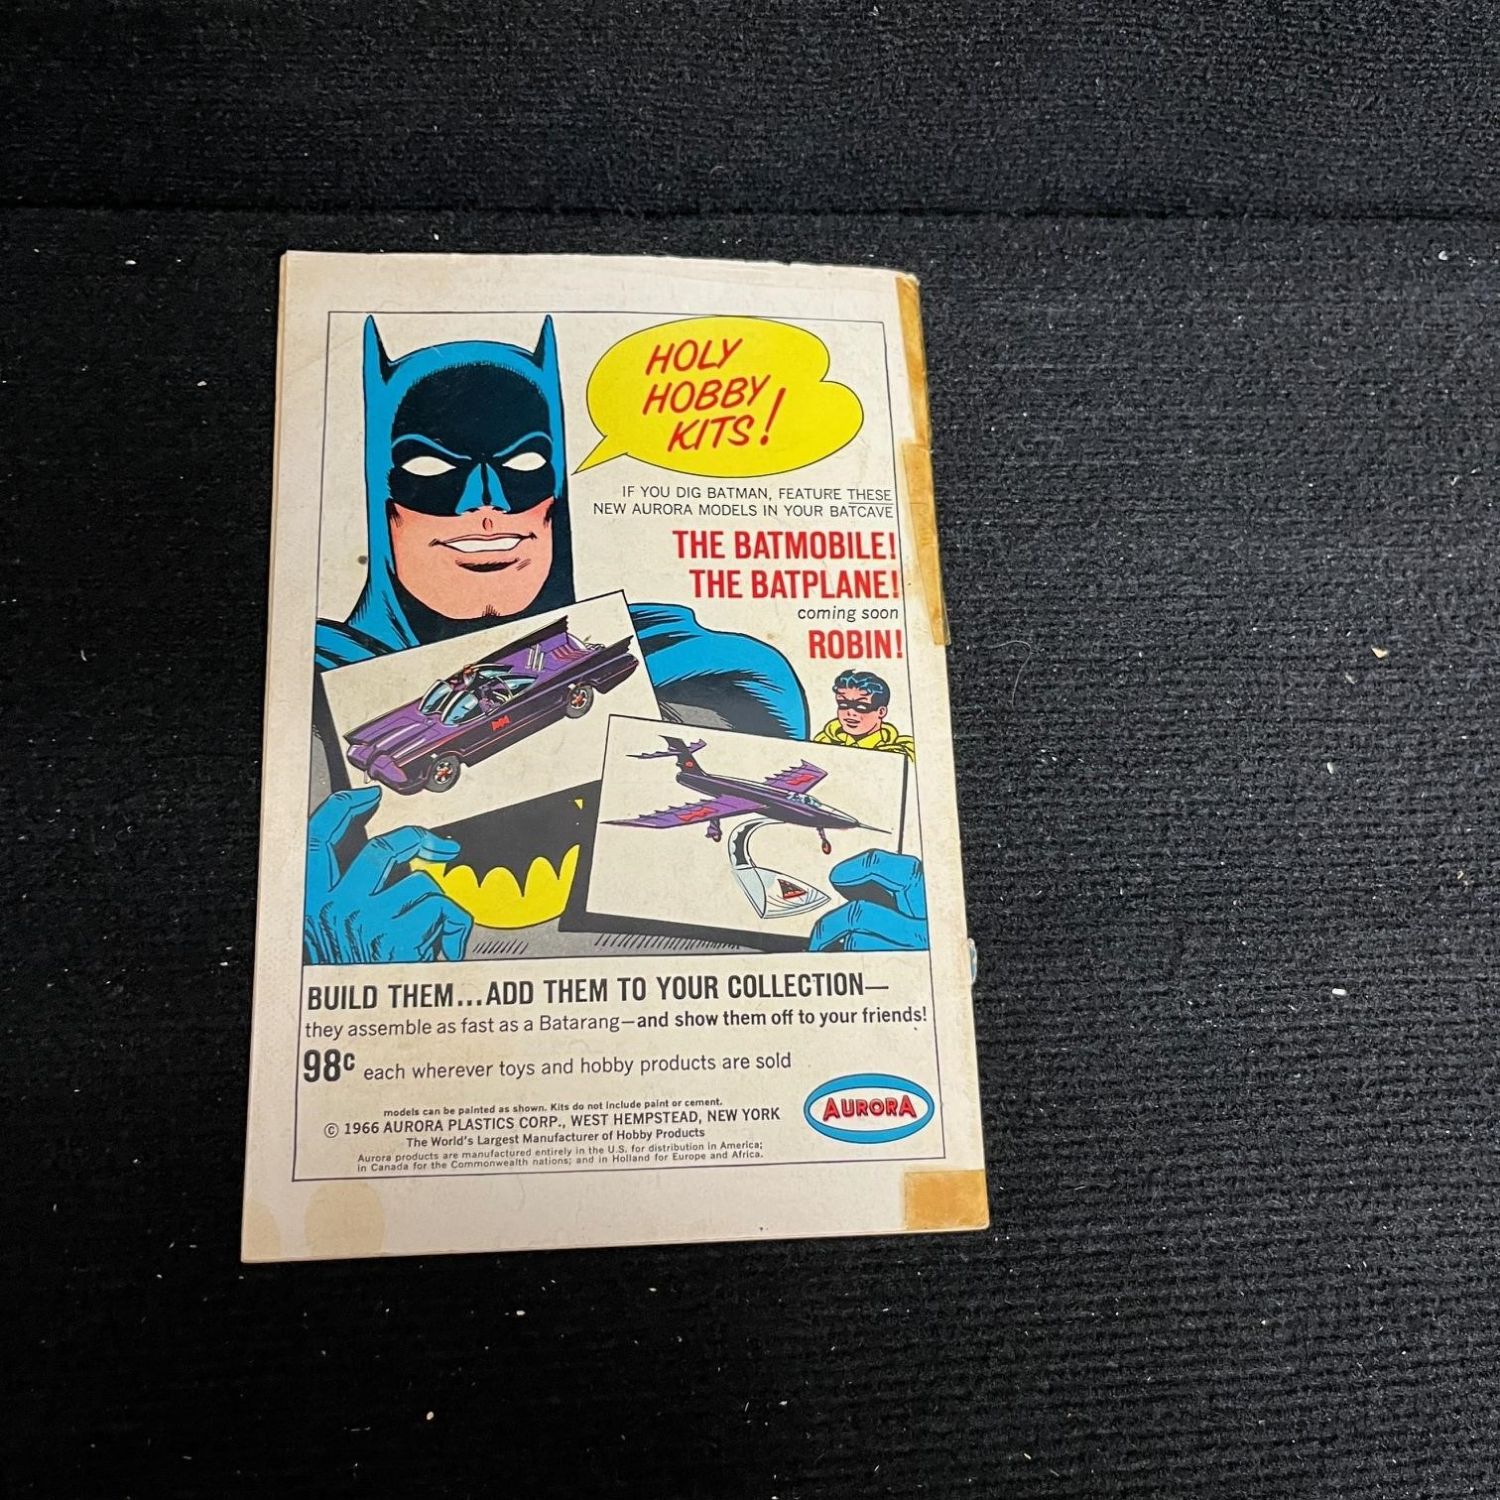 HOLY
HOBBY
KITS!
IF YOU DIG BATMAN, FEATURE THESE
NEW AURORA MODELS IN YOUR BATCAVE
THE BATMOBILE!
THE BATPLANE!
coming soon
ROBIN!
BUILD THEM...ADD THEM TO YOUR COLLECTION—
they assemble as fast as a Batarang—and show them off to your friends!
98c each wherever toys and hobby products are sold
models can be painted as shown. Kits do not include paint or cement.
© 1966 AURORA PLASTICS CORP., WEST HEMPSTEAD, NEW YORK
The World's Largest Manufacturer of Hobby Products
Aurora products are manufactured entirely in the U.S. for distribution in America;
in Canada for the Commonwealth nations; and in Holland for Europe and Africa.
AURORA